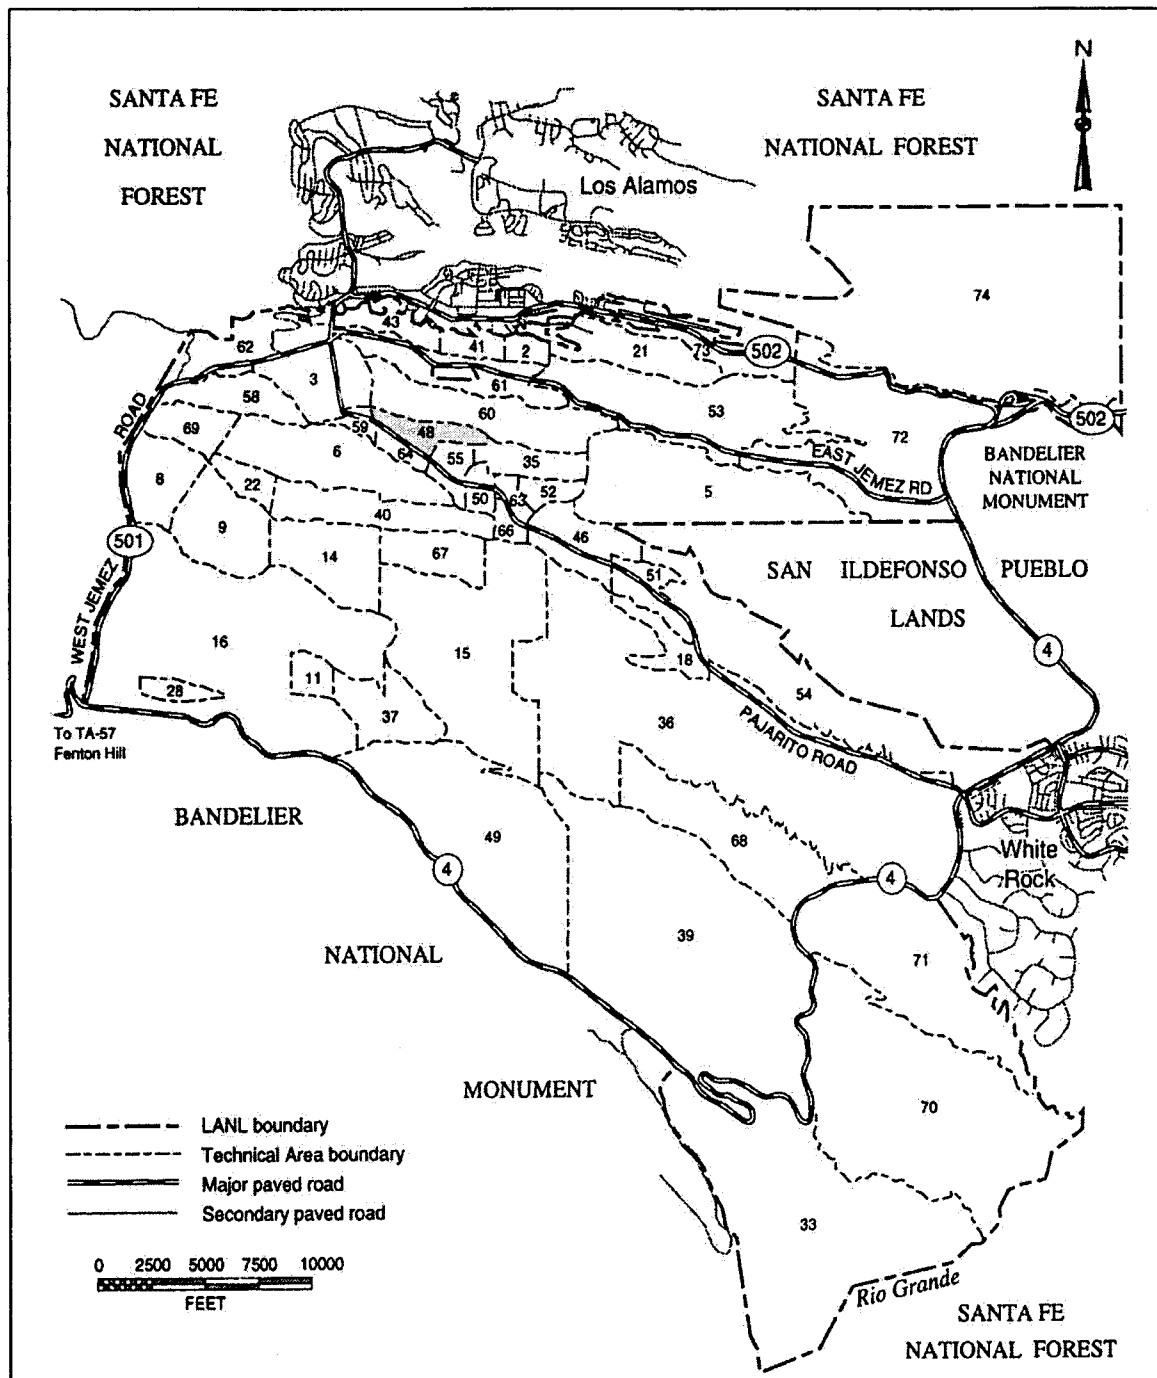 N
SANTA FE
NATIONAL
FOREST
SANTA FE
NATIONAL FOREST
Los Alamos
74
43
62
41
2
21
73
502
3
61
58
60
53
502
69
59
48
72
6
64
55
35
EAST JEMEZ RD
BANDELIER
NATIONAL
MONUMENT
ROAD
8
22
50
63
52
5
9
40
66
46
501
14
67
51
SAN ILDEFONSO PUEBLO
LANDS
WEST JEMEZ
16
15
18
4
28
11
54
37
36
PAJARITO ROAD
To TA-57
Fenton Hill
BANDELIER
49
68
White
Rock
4
4
39
71
NATIONAL
MONUMENT
70
LANL boundary
Technical Area boundary
Major paved road
Secondary paved road
33
0 2500 5000 7500 10000
FEET
Rio Grande
SANTA FE
NATIONAL FOREST